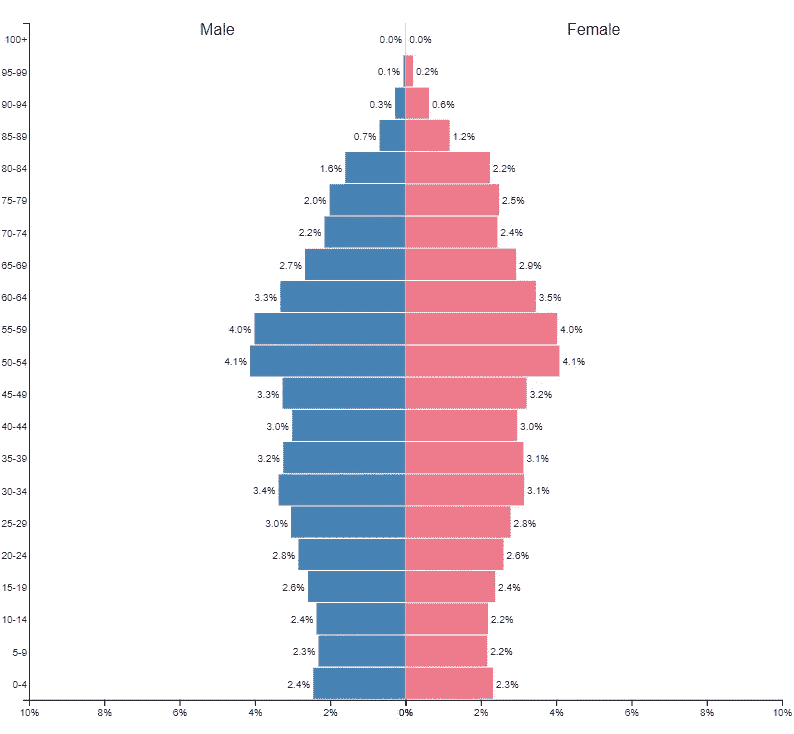 Male Female
100+ 0.0% 0.0%
95-99 0.1% 0.2%
90-94 0.3% 0.6%
85-89 0.7% 1.2%
80-84 1.6% 2.2%
75-79 2.0% 2.5%
70-74 2.2% 2.4%
65-69 2.7% 2.9%
60-64 3.3% 3.5%
55-59 4.0% 4.0%
50-54 4.1% 4.1%
45-49 3.3% 3.2%
40-44 3.0% 3.0%
35-39 3.2% 3.1%
30-34 3.4% 3.1%
25-29 3.0% 2.8%
20-24 2.8% 2.6%
15-19 2.6% 2.4%
10-14 2.4% 2.2%
5-9 2.3% 2.2%
0-4 2.4% 2.3%
10% 8% 6% 4% 2% 0% 2% 4% 6% 8% 10%